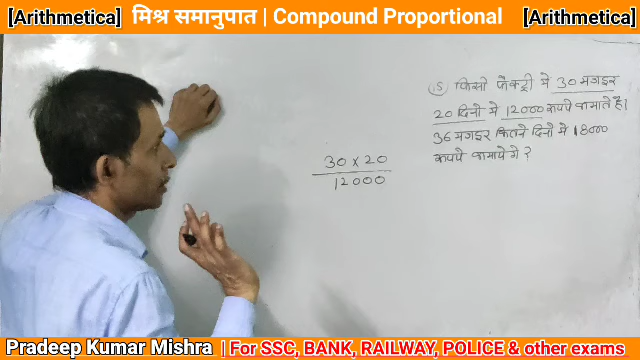 [Arithmetica] मिश्र समानुपात | Compound Proportional [Arithmetica]
(15) किसी फैक्ट्री मे 30 मजदूर
20 दिनो मे 12000 रूपये कमाते है।
36 मजदूर कितने दिनो मे 18000
रूपये कमायेगे ?
30 x 20
12000
Pradeep Kumar Mishra | For SSC, BANK, RAILWAY, POLICE & other exams